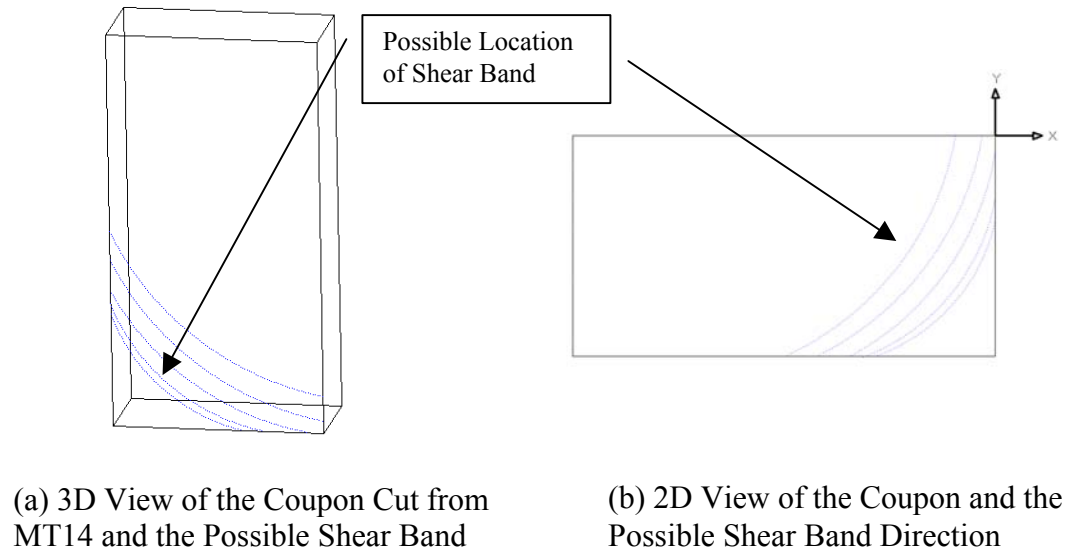 Possible Location
of Shear Band
Y
X
(a) 3D View of the Coupon Cut from
MT14 and the Possible Shear Band
(b) 2D View of the Coupon and the
Possible Shear Band Direction